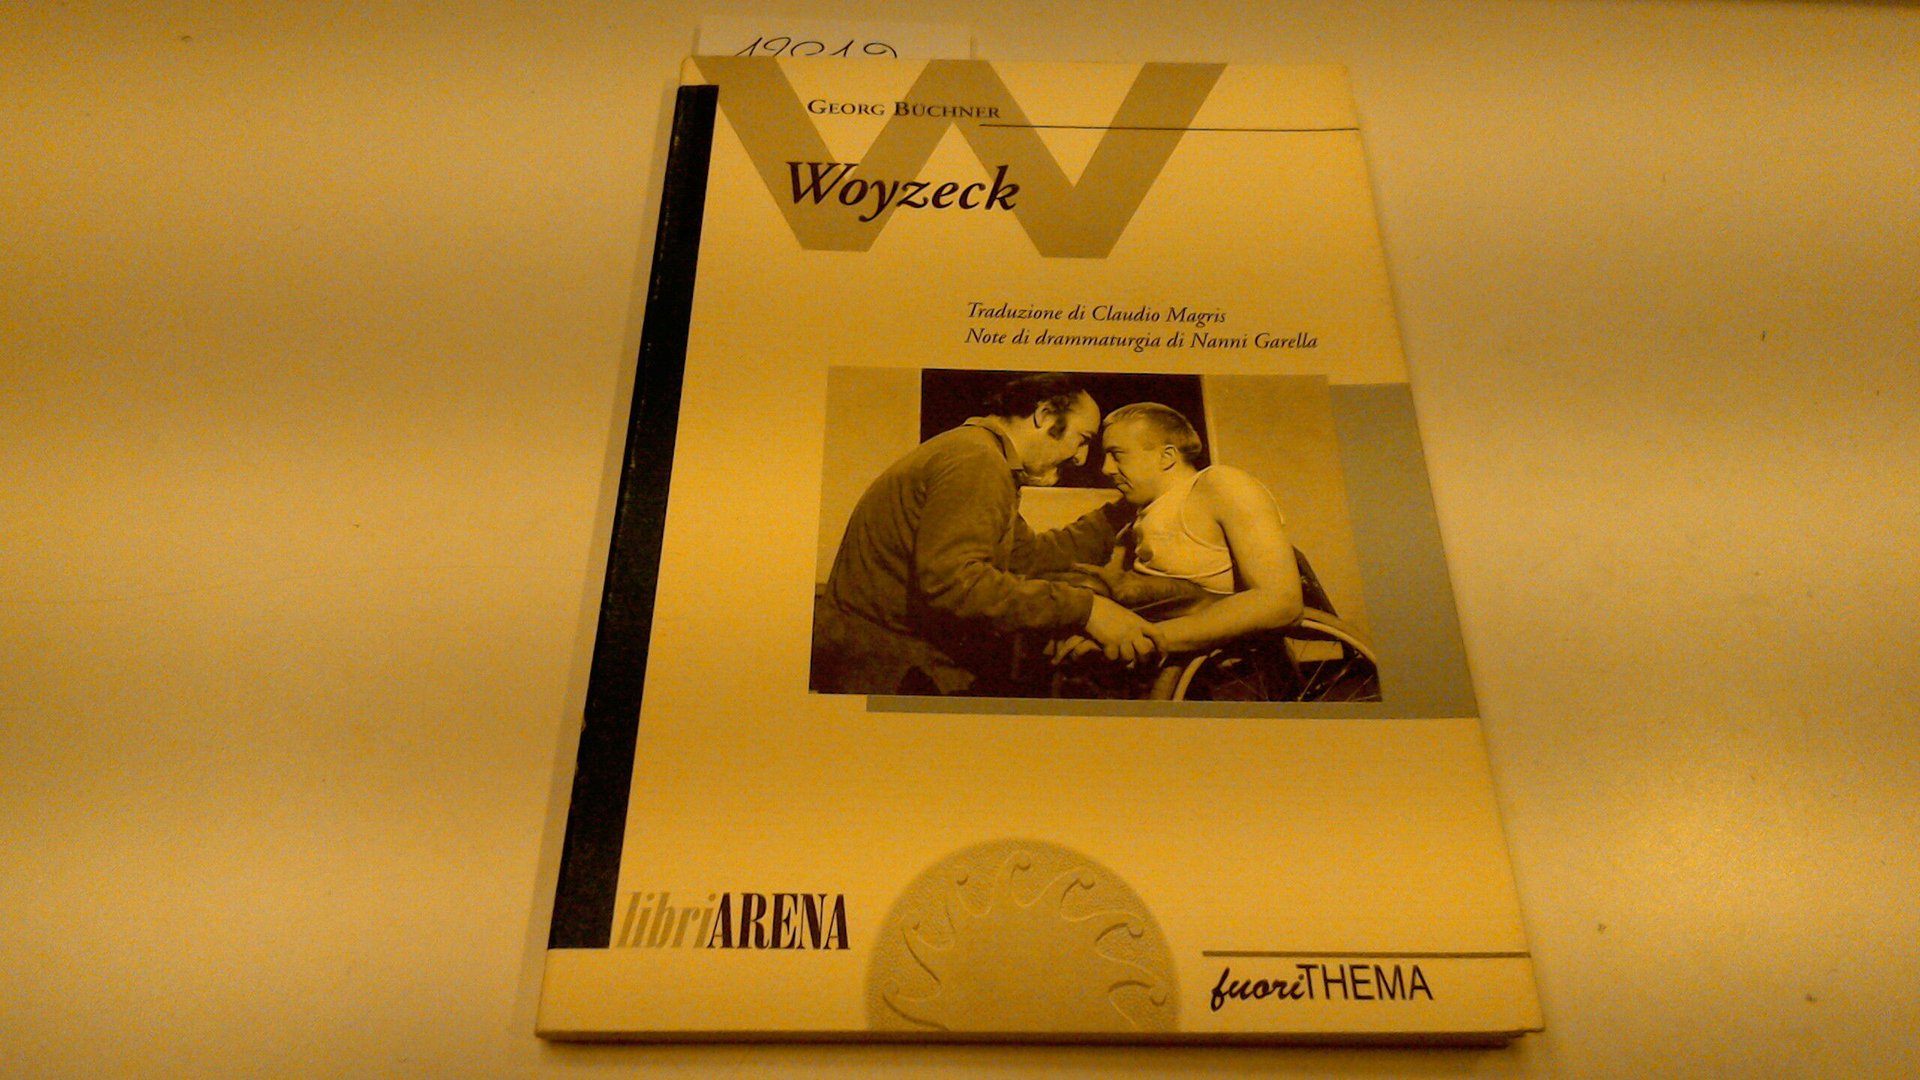 W
GEORG BÜCHNER
Woyzeck
Traduzione di Claudio Magris
Note di drammaturgia di Nanni Garella
libriARENA
fuoriTHEMA